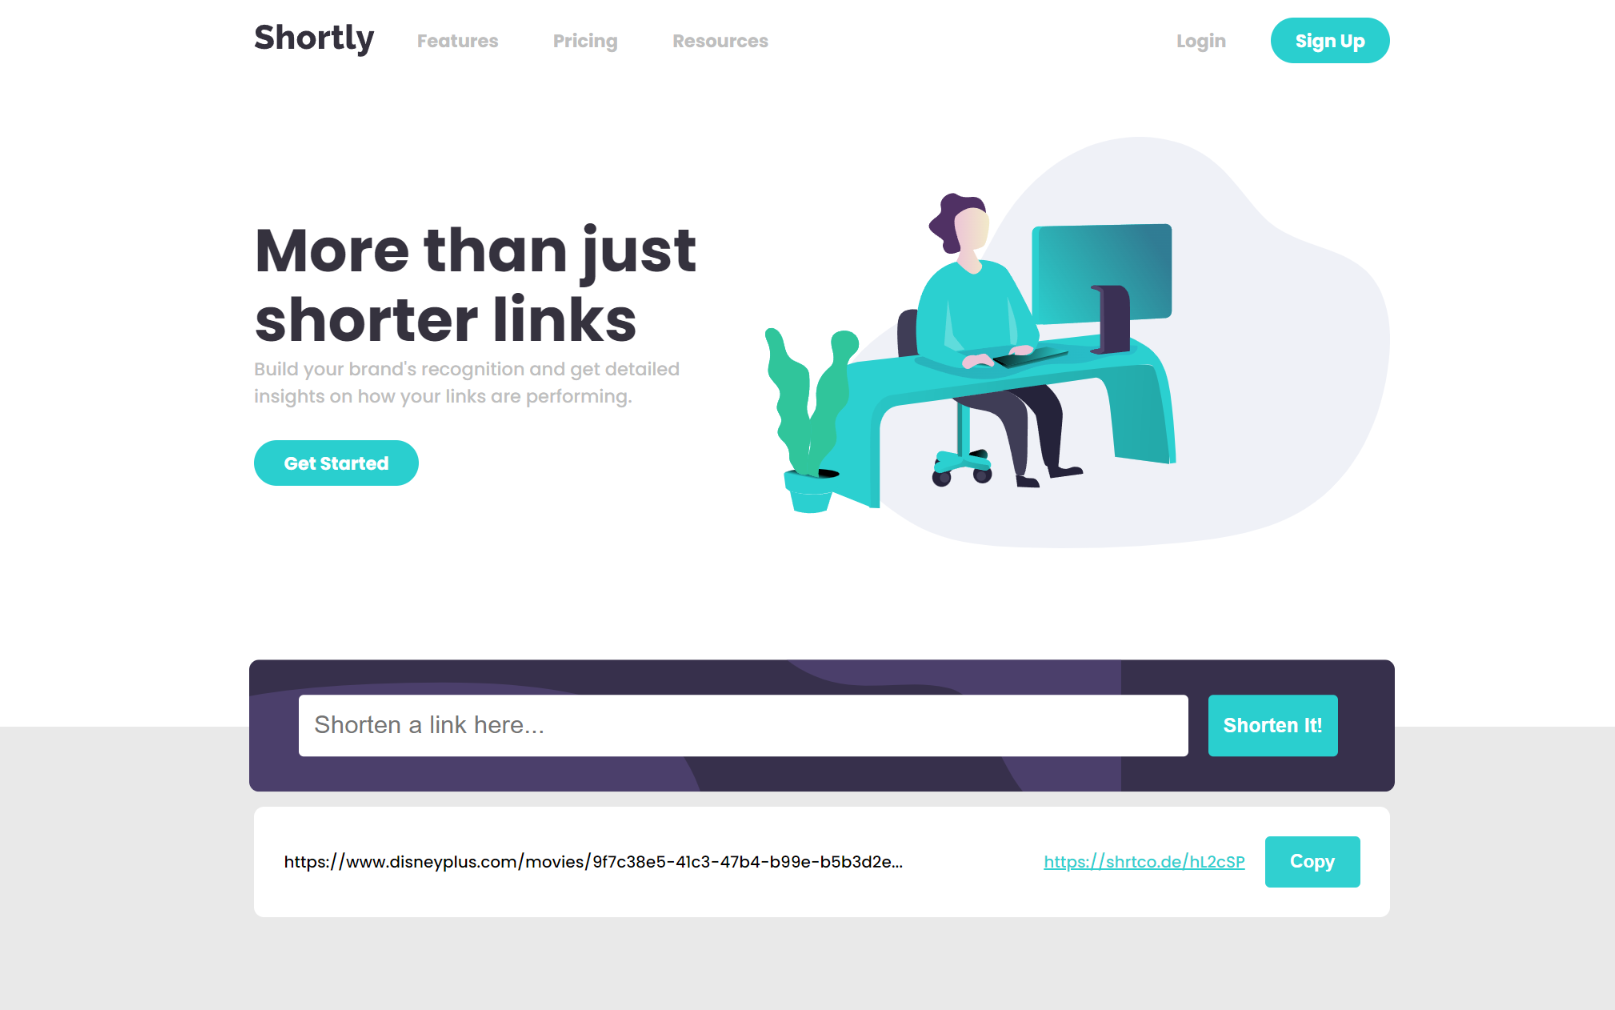 Shortly
Features
Pricing
Resources
Login
Sign Up
More than just
shorter links
Build your brand's recognition and get detailed
insights on how your links are performing.
Get Started
Shorten a link here...
Shorten It!
https://www.disneyplus.com/movies/9f7c38e5-41c3-47b4-b99e-b5b3d2e...
https://shrtco.de/hL2cSP
Copy